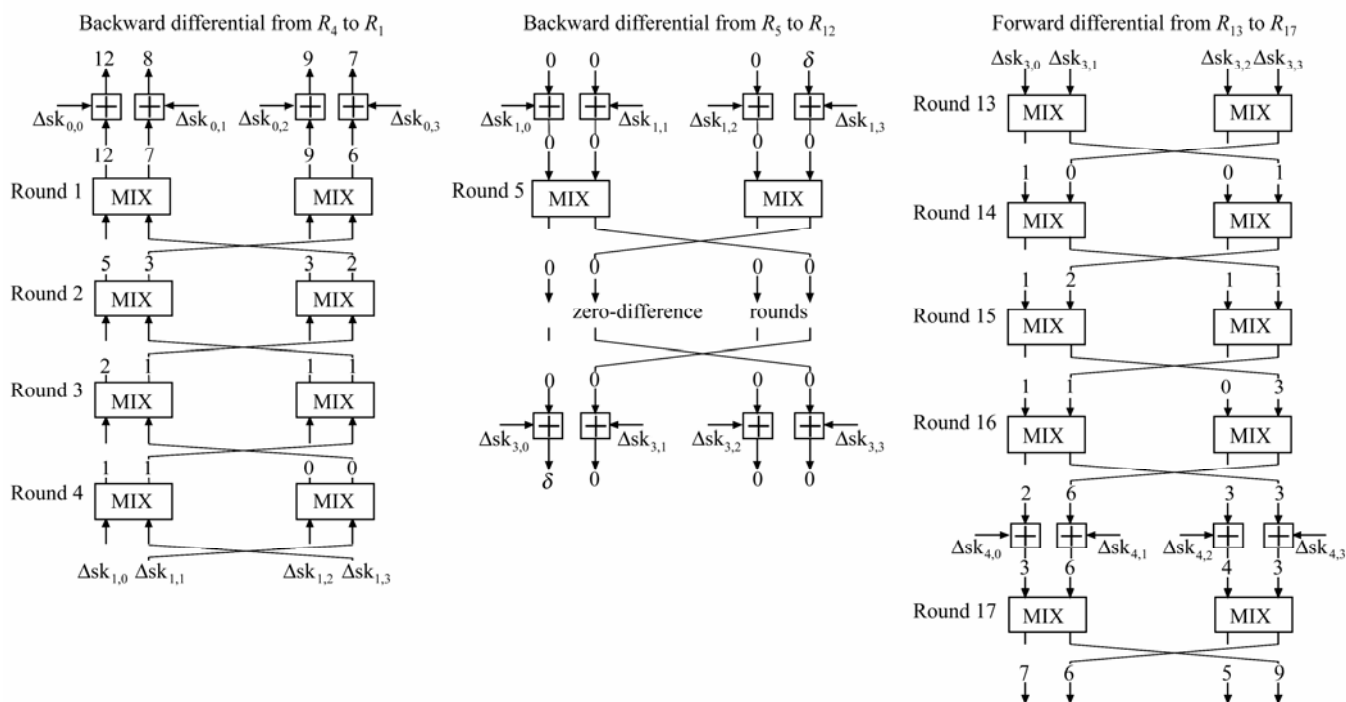 Backward differential from R₄ to R₁
12 8 9 7
Δsk₀,₀ Δsk₀,₁ Δsk₀,₂ Δsk₀,₃
12 7 9 6
Round 1 MIX MIX
5 3 3 2
Round 2 MIX MIX
2 1 1 1
Round 3 MIX MIX
1 1 0 0
Round 4 MIX MIX
Δsk₁,₀ Δsk₁,₁ Δsk₁,₂ Δsk₁,₃
Backward differential from R₅ to R₁₂
0 0 0 δ
Δsk₁,₀ Δsk₁,₁ Δsk₁,₂ Δsk₁,₃
0 0 0 0
Round 5 MIX MIX
0 0 0 0
zero-difference rounds
0 0 0 0
Δsk₃,₀ Δsk₃,₁ Δsk₃,₂ Δsk₃,₃
δ 0 0 0
Forward differential from R₁₃ to R₁₇
Δsk₃,₀ Δsk₃,₁ Δsk₃,₂ Δsk₃,₃
Round 13 MIX MIX
1 0 0 1
Round 14 MIX MIX
1 2 1 1
Round 15 MIX MIX
1 1 0 3
Round 16 MIX MIX
2 6 3 3
Δsk₄,₀ Δsk₄,₁ Δsk₄,₂ Δsk₄,₃
3 6 4 3
Round 17 MIX MIX
7 6 5 9